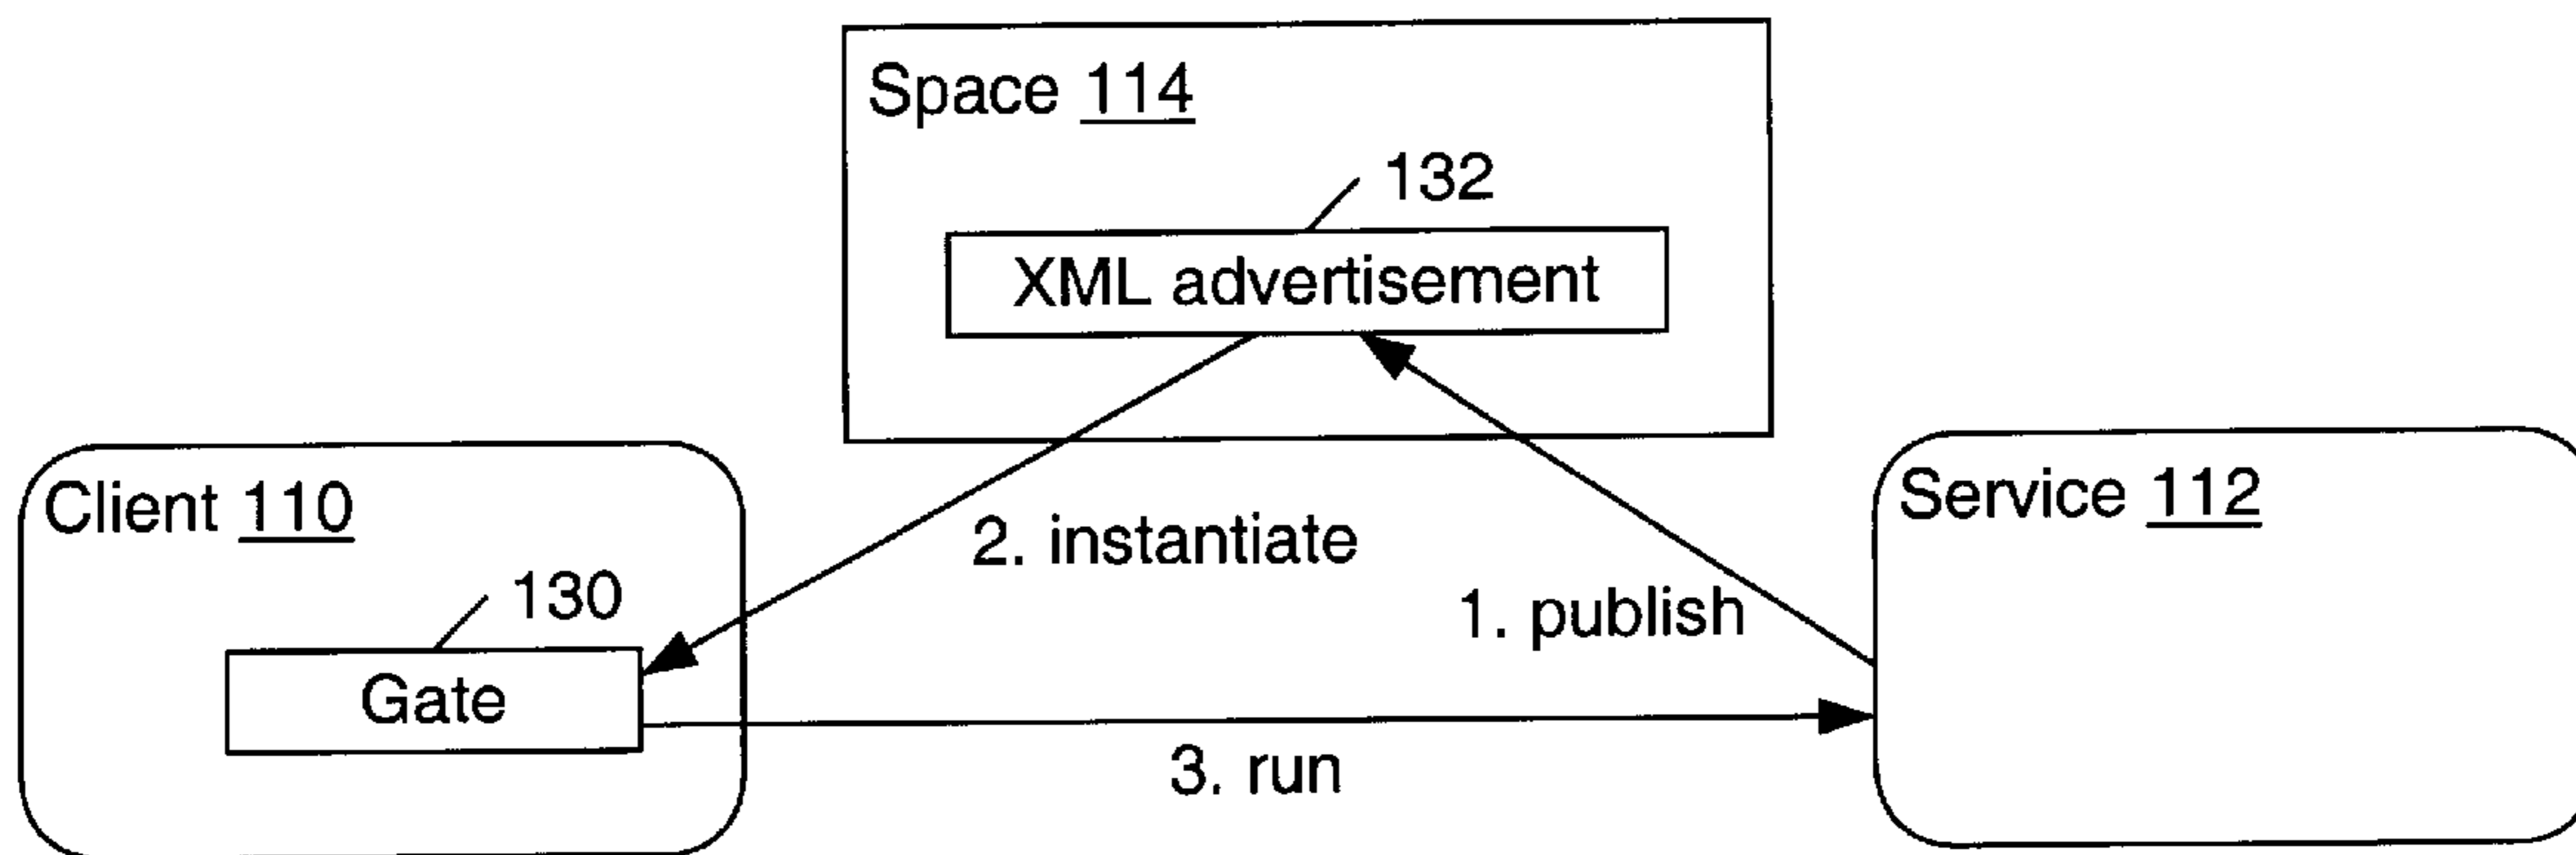 Space 114
132
XML advertisement
Client 110
Service 112
2. instantiate
130
1. publish
Gate
3. run